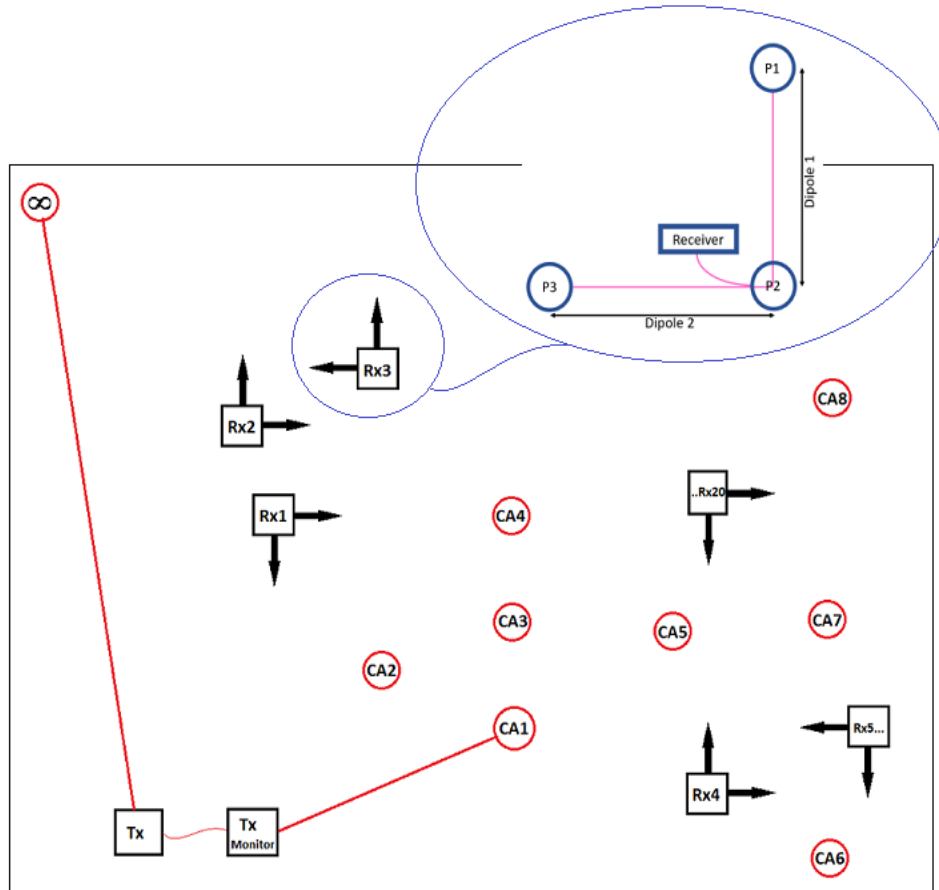 P1
Dipole 1
∞
Receiver
P3
P2
Dipole 2
Rx3
CA8
Rx2
..Rx20
Rx1
CA4
CA3
CA7
CA5
CA2
CA1
Rx5...
Rx4
Tx
Tx
Monitor
CA6